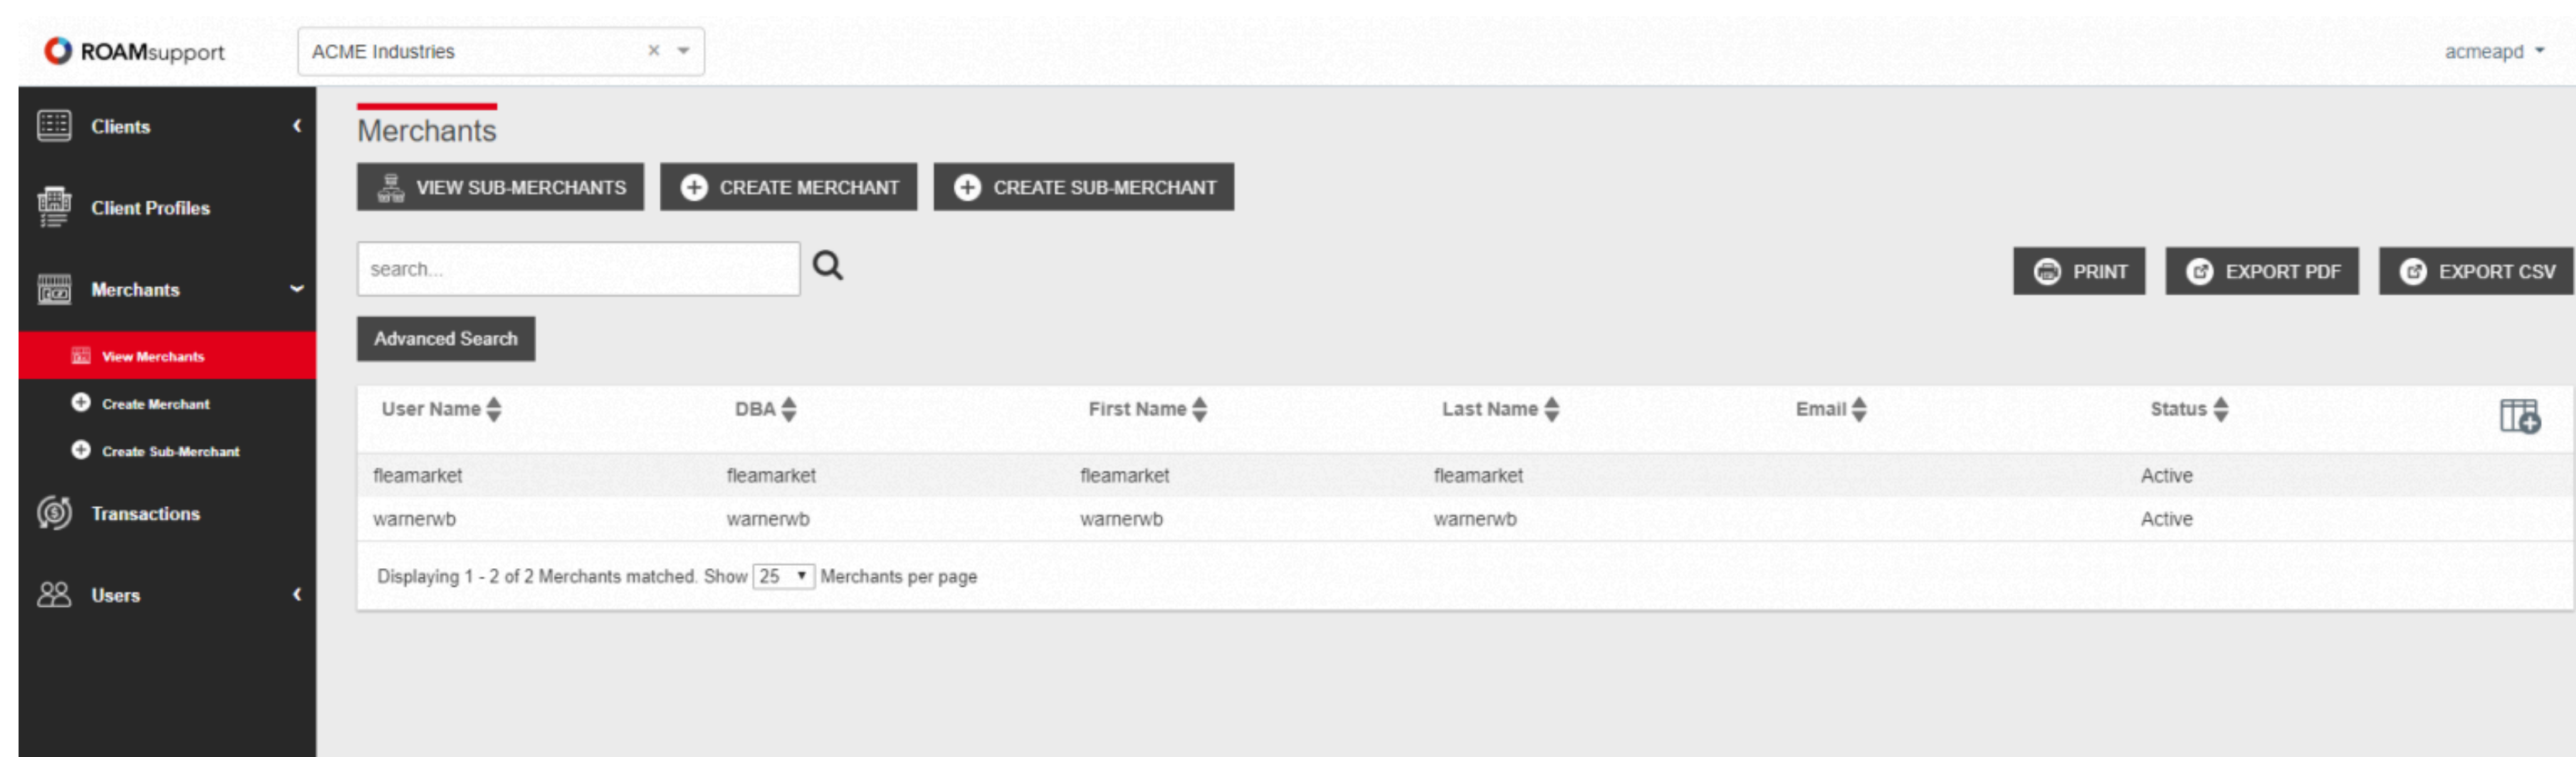 ROAMsupport
ACME Industries × 
acmeapd
Clients
Client Profiles
Merchants
View Merchants
Create Merchant
Create Sub-Merchant
Transactions
Users
Merchants
VIEW SUB-MERCHANTS CREATE MERCHANT CREATE SUB-MERCHANT
search...
PRINT EXPORT PDF EXPORT CSV
Advanced Search
User Name DBA First Name Last Name Email Status
fleamarket fleamarket fleamarket fleamarket Active
warnerwb warnerwb warnerwb warnerwb Active
Displaying 1 - 2 of 2 Merchants matched. Show 25 Merchants per page